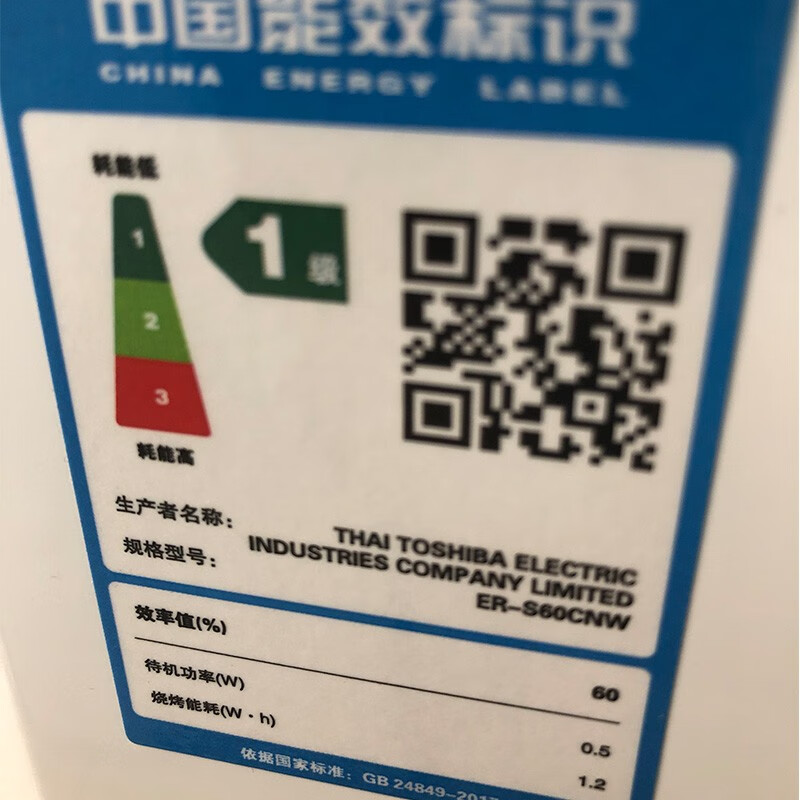 中国能效标识
CHINA ENERGY LABEL
耗能低
1
2
3
耗能高
1级
生产者名称：
THAI TOSHIBA ELECTRIC
INDUSTRIES COMPANY LIMITED
规格型号：
ER-S60CNW
效率值(%)
60
待机功率(W)
0.5
烧烤能耗(W·h)
1.2
依据国家标准：GB 24849-2017